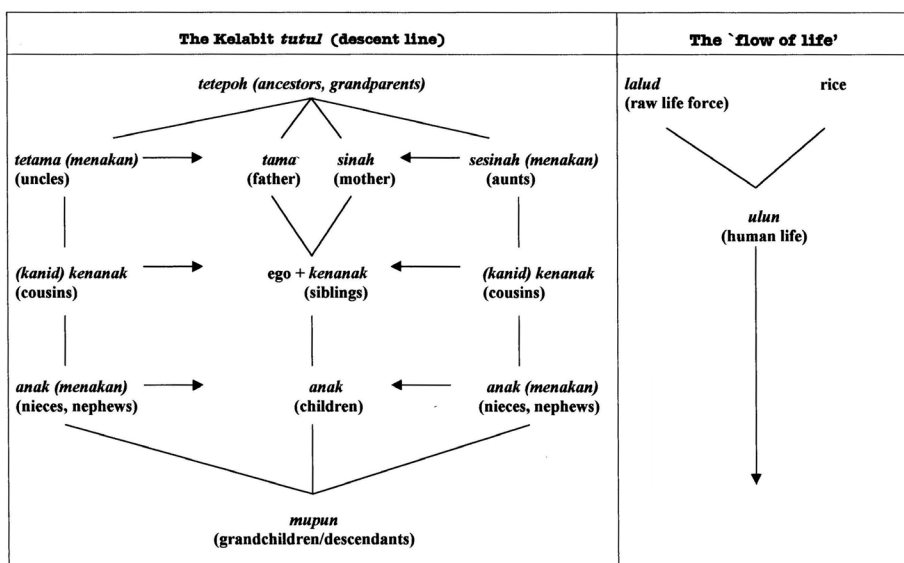 The Kelabit tutul (descent line)
The `flow of life'
tetepoh (ancestors, grandparents)
lalud
(raw life force)
rice
tetama (menakan)
(uncles)
tama
(father)
sinah
(mother)
sesinah (menakan)
(aunts)
ulun
(human life)
(kanid) kenanak
(cousins)
ego + kenanak
(siblings)
(kanid) kenanak
(cousins)
anak (menakan)
(nieces, nephews)
anak
(children)
anak (menakan)
(nieces, nephews)
mupun
(grandchildren/descendants)